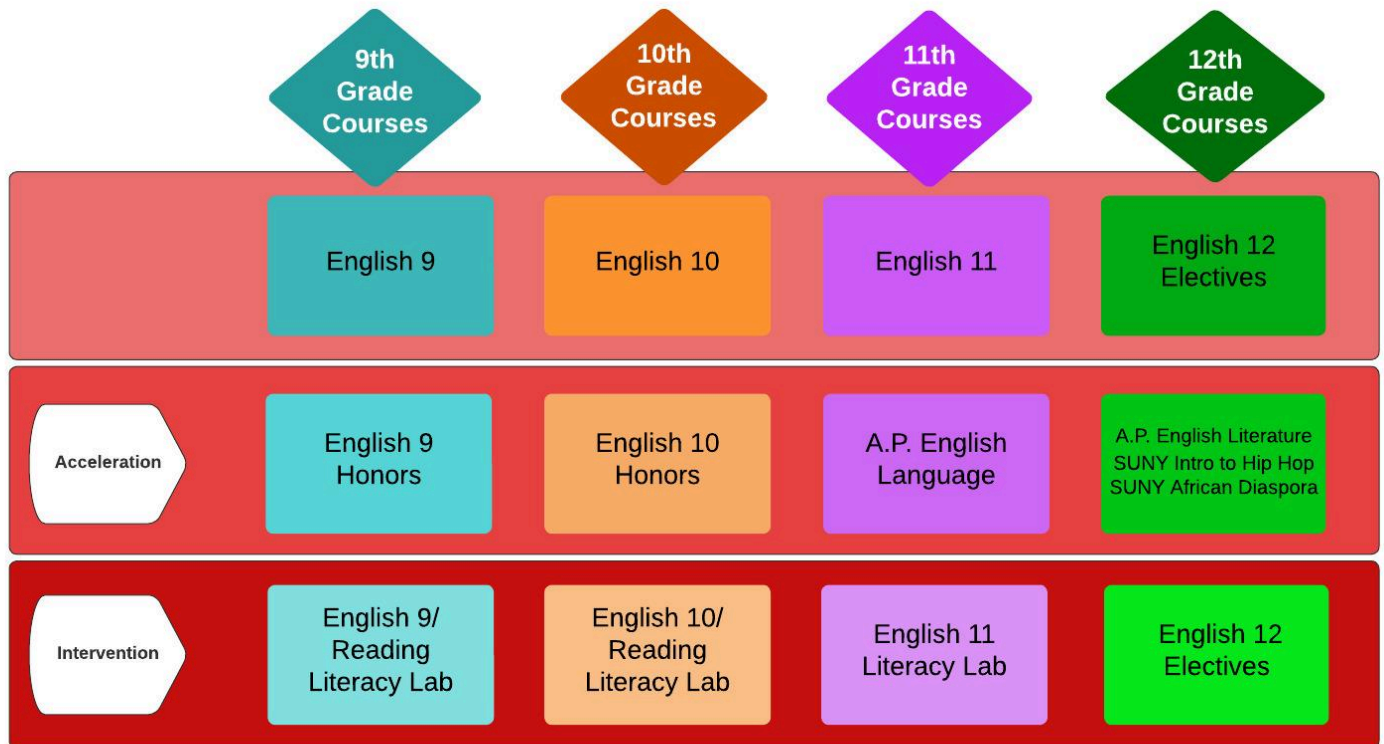 9th
Grade
Courses
10th
Grade
Courses
11th
Grade
Courses
12th
Grade
Courses
English 9
English 10
English 11
English 12
Electives
Acceleration
English 9
Honors
English 10
Honors
A.P. English
Language
A.P. English Literature
SUNY Intro to Hip Hop
SUNY African Diaspora
Intervention
English 9/
Reading
Literacy Lab
English 10/
Reading
Literacy Lab
English 11
Literacy Lab
English 12
Electives